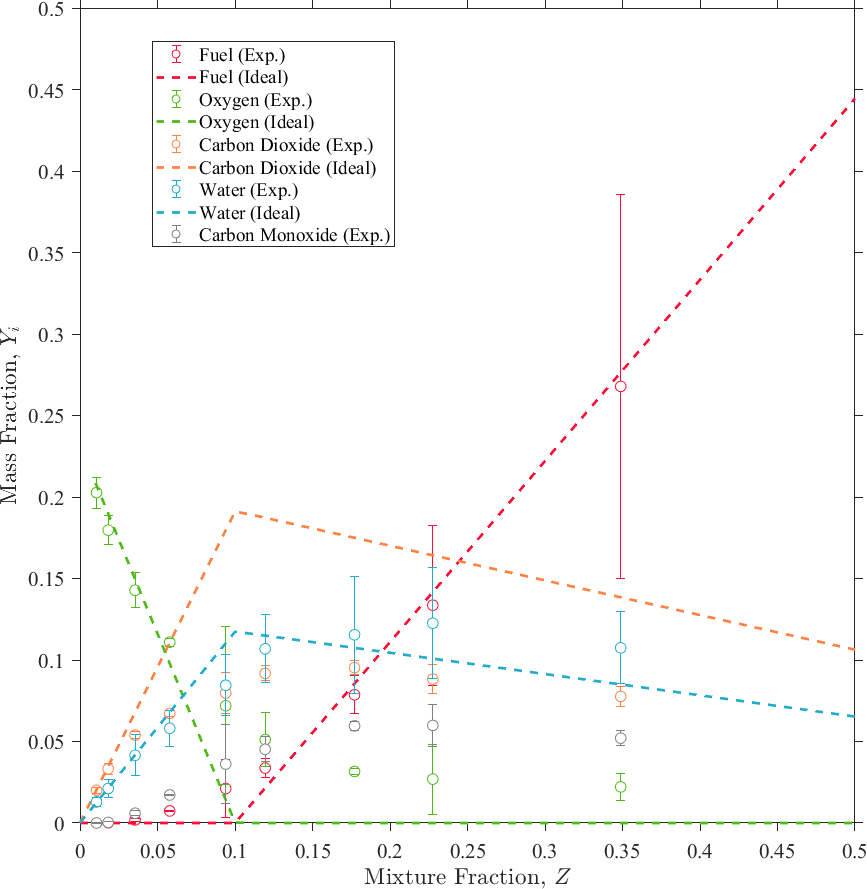 0.5
0.45
0.4
0.35
0.3
0.25
0.2
0.15
0.1
0.05
0
Mass Fraction, Yᵢ
Fuel (Exp.)
Fuel (Ideal)
Oxygen (Exp.)
Oxygen (Ideal)
Carbon Dioxide (Exp.)
Carbon Dioxide (Ideal)
Water (Exp.)
Water (Ideal)
Carbon Monoxide (Exp.)
0 0.05 0.1 0.15 0.2 0.25 0.3 0.35 0.4 0.45 0.5
Mixture Fraction, Z